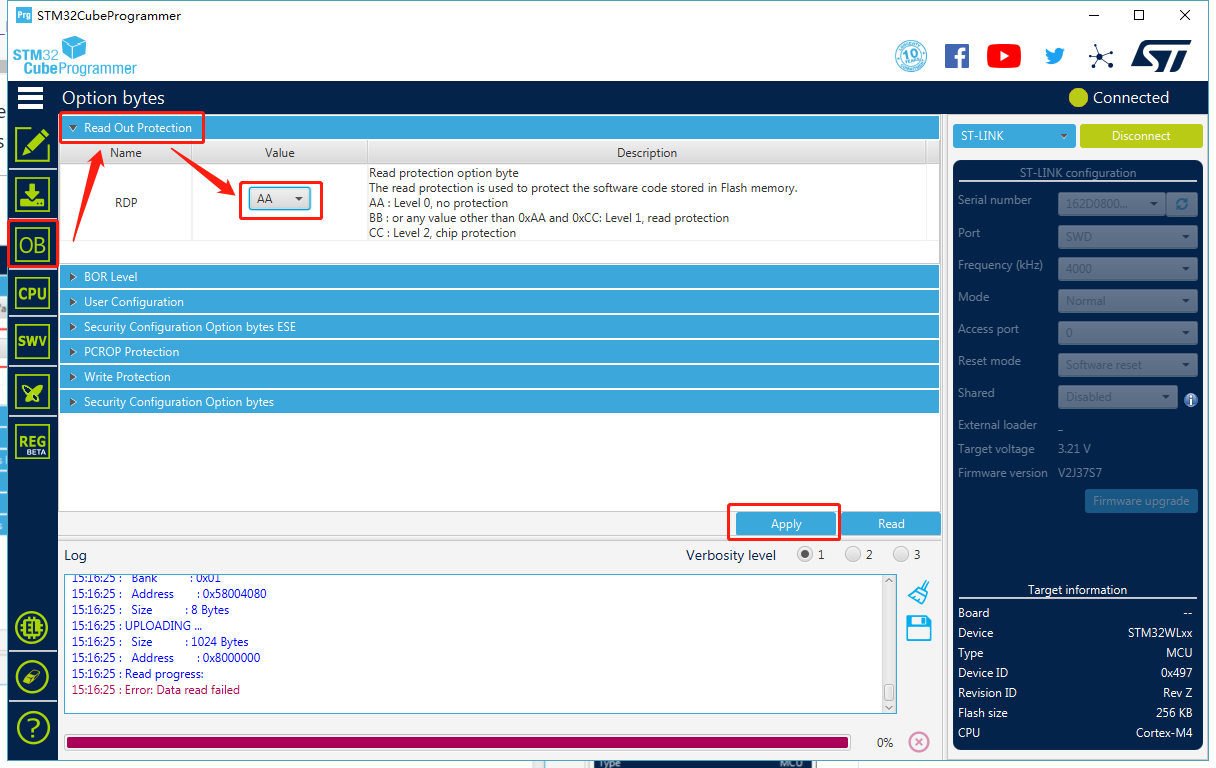 Prg STM32CubeProgrammer
STM32
CubeProgrammer
10
Option bytes
Connected
Read Out Protection
Name Value Description
RDP
AA
Read protection option byte
The read protection is used to protect the software code stored in Flash memory.
AA : Level 0, no protection
BB : or any value other than 0xAA and 0xCC: Level 1, read protection
CC : Level 2, chip protection
BOR Level
User Configuration
Security Configuration Option bytes ESE
PCROP Protection
Write Protection
Security Configuration Option bytes
Apply Read
OB
CPU
SWV
REG
BETA
?
Log
Verbosity level 1 2 3
15:16:25 : Bank : 0x01
15:16:25 : Address : 0x58004080
15:16:25 : Size : 8 Bytes
15:16:25 : UPLOADING ...
15:16:25 : Size : 1024 Bytes
15:16:25 : Address : 0x8000000
15:16:25 : Read progress:
15:16:25 : Error: Data read failed
0%
ST-LINK Disconnect
ST-LINK configuration
Serial number 162D0800...
Port SWD
Frequency (kHz) 4000
Mode Normal
Access port 0
Reset mode Software reset
Shared Disabled
External loader _
Target voltage 3.21 V
Firmware version V2J37S7
Firmware upgrade
Target information
Board --
Device STM32WLxx
Type MCU
Device ID 0x497
Revision ID Rev Z
Flash size 256 KB
CPU Cortex-M4
Type MCU